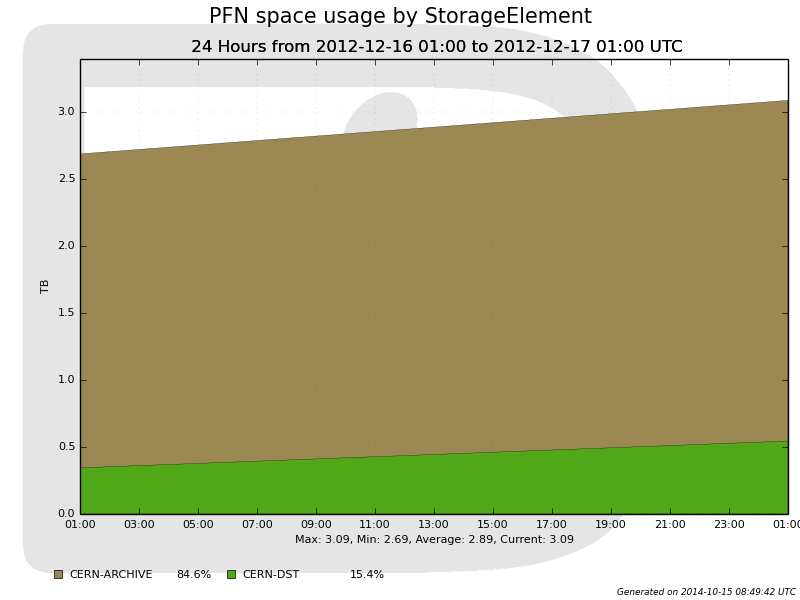 PFN space usage by StorageElement
24 Hours from 2012-12-16 01:00 to 2012-12-17 01:00 UTC
3.0
2.5
2.0
1.5
1.0
0.5
0.0
TB
01:00 03:00 05:00 07:00 09:00 11:00 13:00 15:00 17:00 19:00 21:00 23:00 01:00
Max: 3.09, Min: 2.69, Average: 2.89, Current: 3.09
CERN-ARCHIVE 84.6% CERN-DST 15.4%
Generated on 2014-10-15 08:49:42 UTC